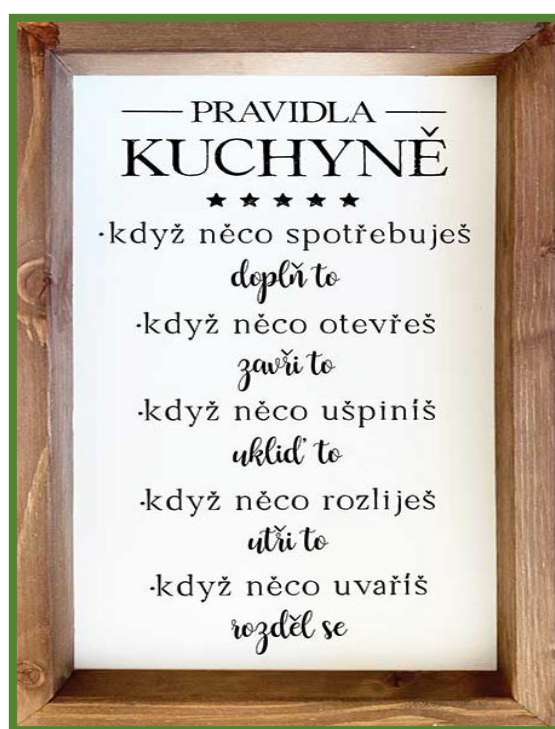 PRAVIDLA
KUCHYNĚ
·když něco spotřebuješ
doplň to
·když něco otevřeš
zavři to
·když něco ušpiníš
ukliď to
·když něco rozliješ
utři to
·když něco uvaříš
rozděl se